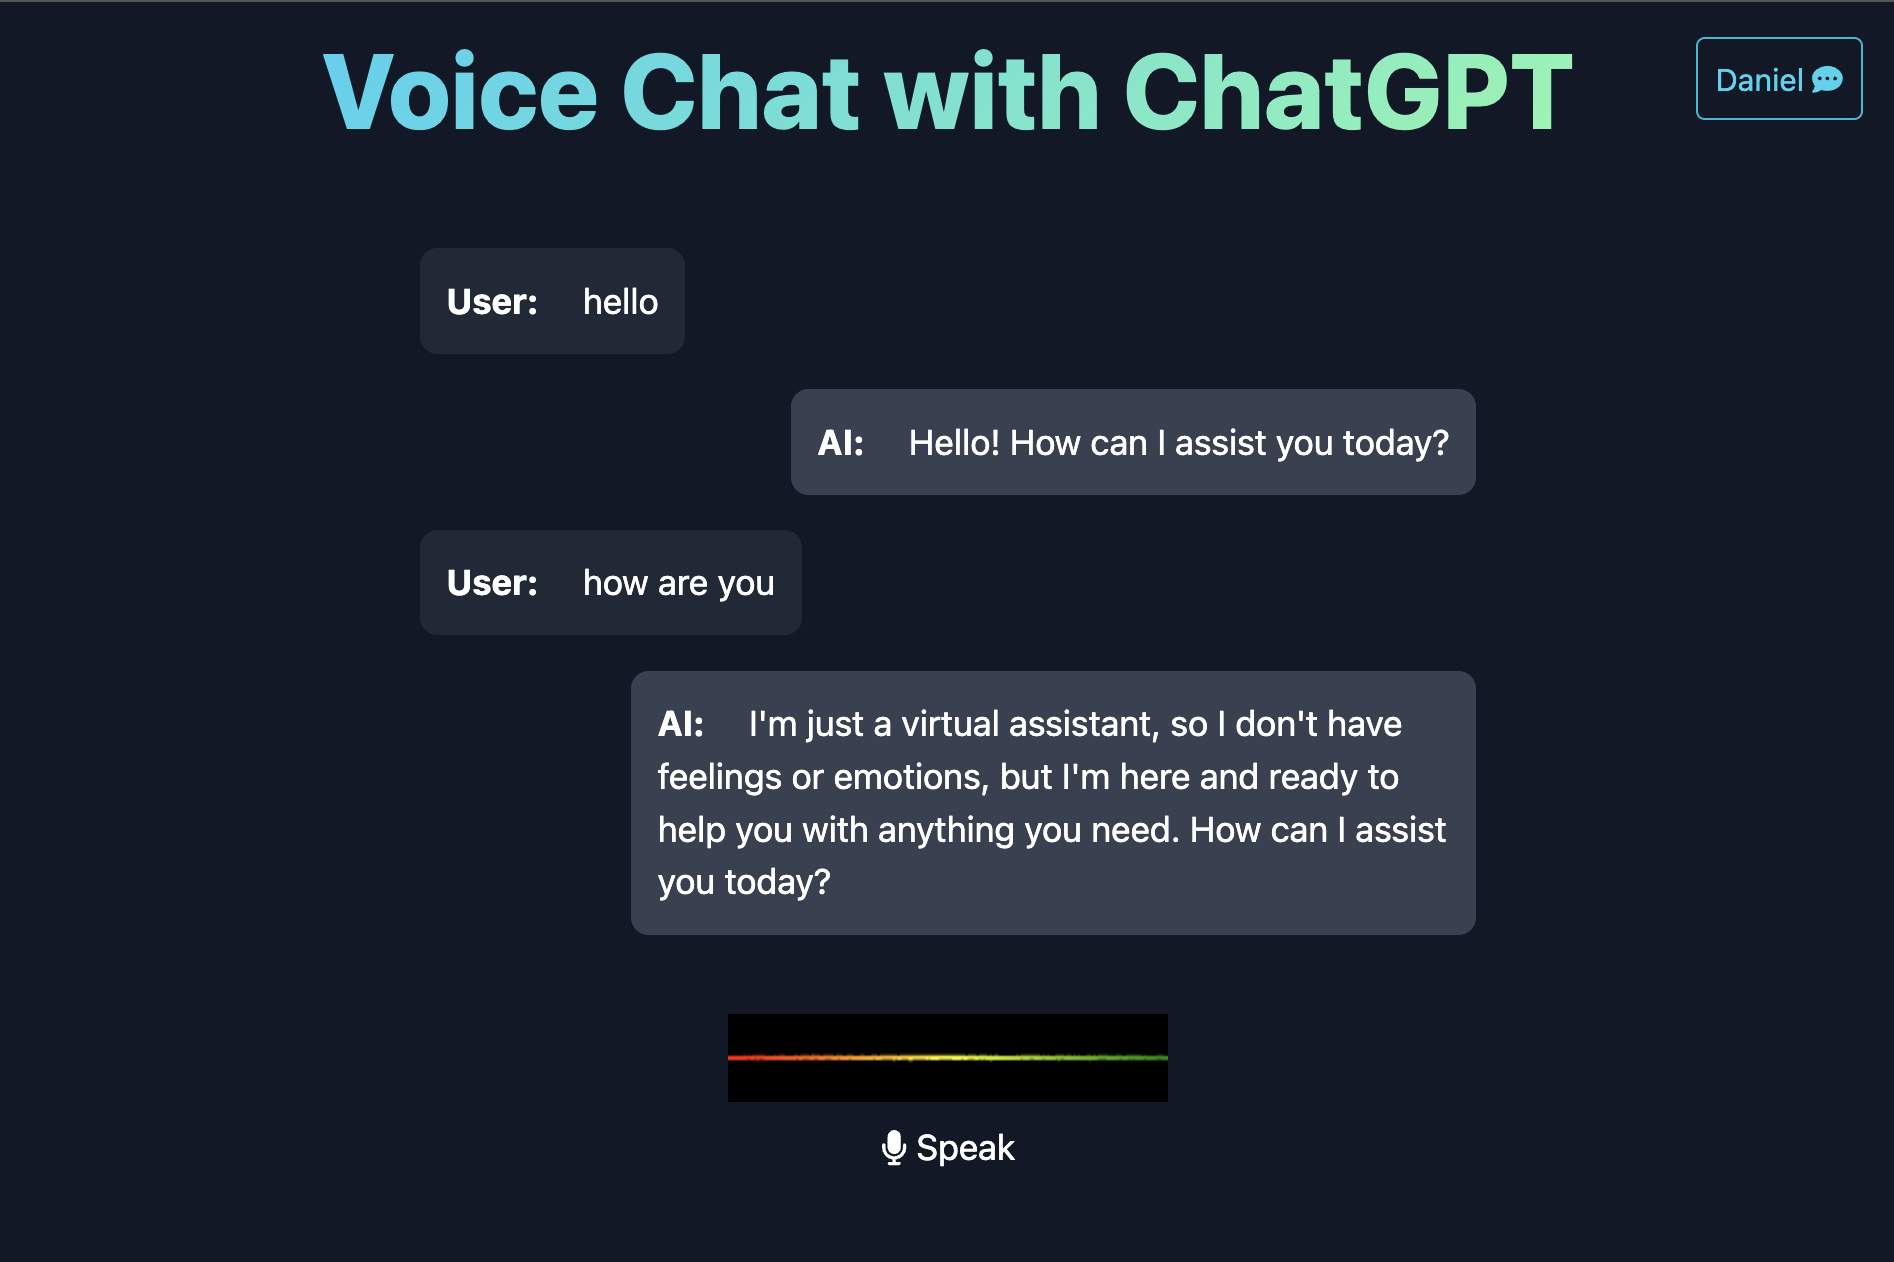 Voice Chat with ChatGPT
Daniel
User: hello
AI: Hello! How can I assist you today?
User: how are you
AI: I'm just a virtual assistant, so I don't have
feelings or emotions, but I'm here and ready to
help you with anything you need. How can I assist
you today?
Speak